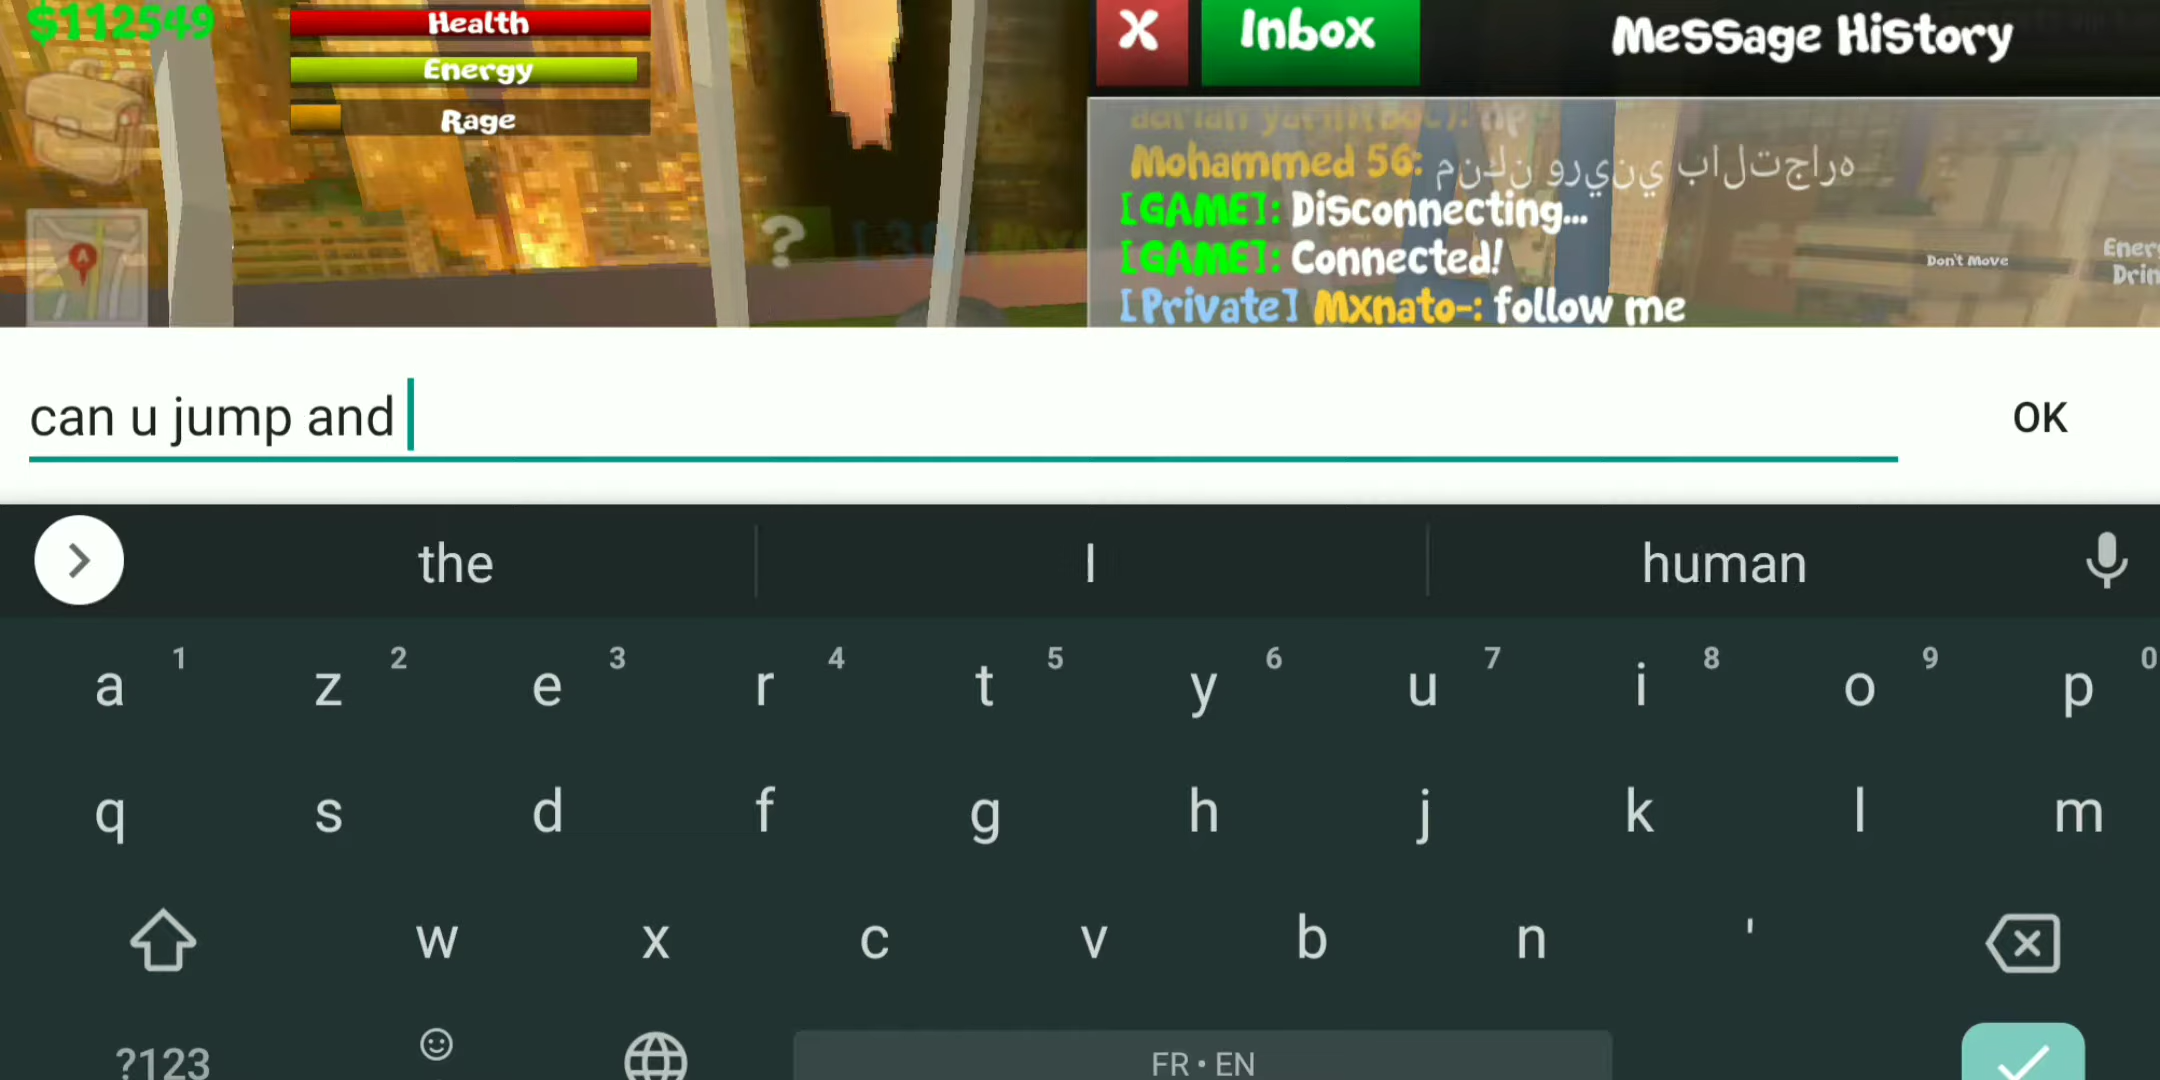 $112549
Health
Energy
Rage
X
Inbox
Message History
Mohammed 56: منكن وريني بالتجاره
[GAME]: Disconnecting...
[GAME]: Connected!
[Private] Mxnato-: follow me
?
A
Don't Move
can u jump and
OK
the
I
human
a 1 z 2 e 3 r 4 t 5 y 6 u 7 i 8 o 9 p 0
q s d f g h j k l m
w x c v b n '
?123
FR • EN